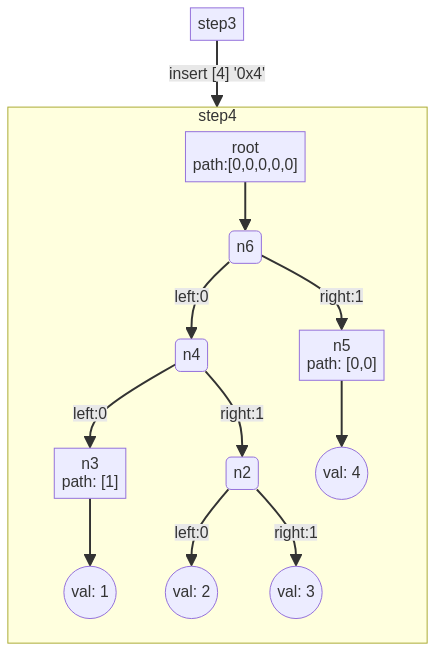 step3
insert [4] '0x4'
step4
root
path:[0,0,0,0,0]
n6
left:0
right:1
n4
n5
path: [0,0]
left:0
right:1
n3
path: [1]
n2
val: 4
left:0
right:1
val: 1
val: 2
val: 3